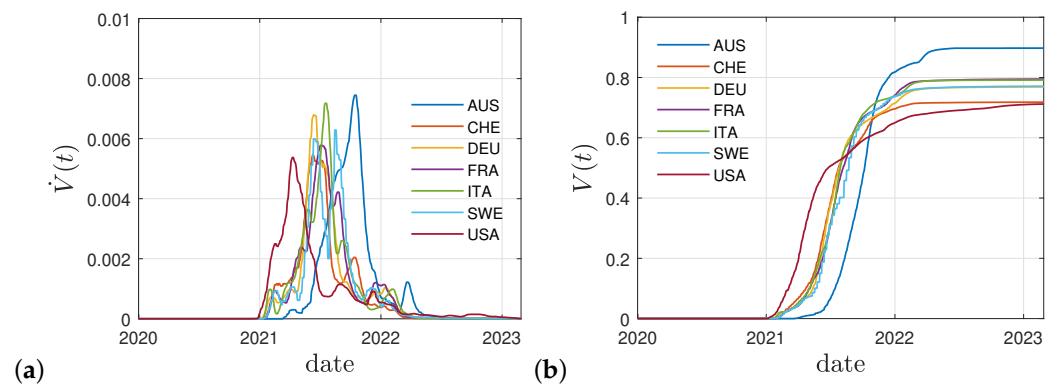 0.01
0.008
0.006
0.004
0.002
0
V̇(t)
2020
2021
2022
2023
date
AUS
CHE
DEU
FRA
ITA
SWE
USA
(a)
1
0.8
0.6
0.4
0.2
0
V(t)
2020
2021
2022
2023
date
AUS
CHE
DEU
FRA
ITA
SWE
USA
(b)